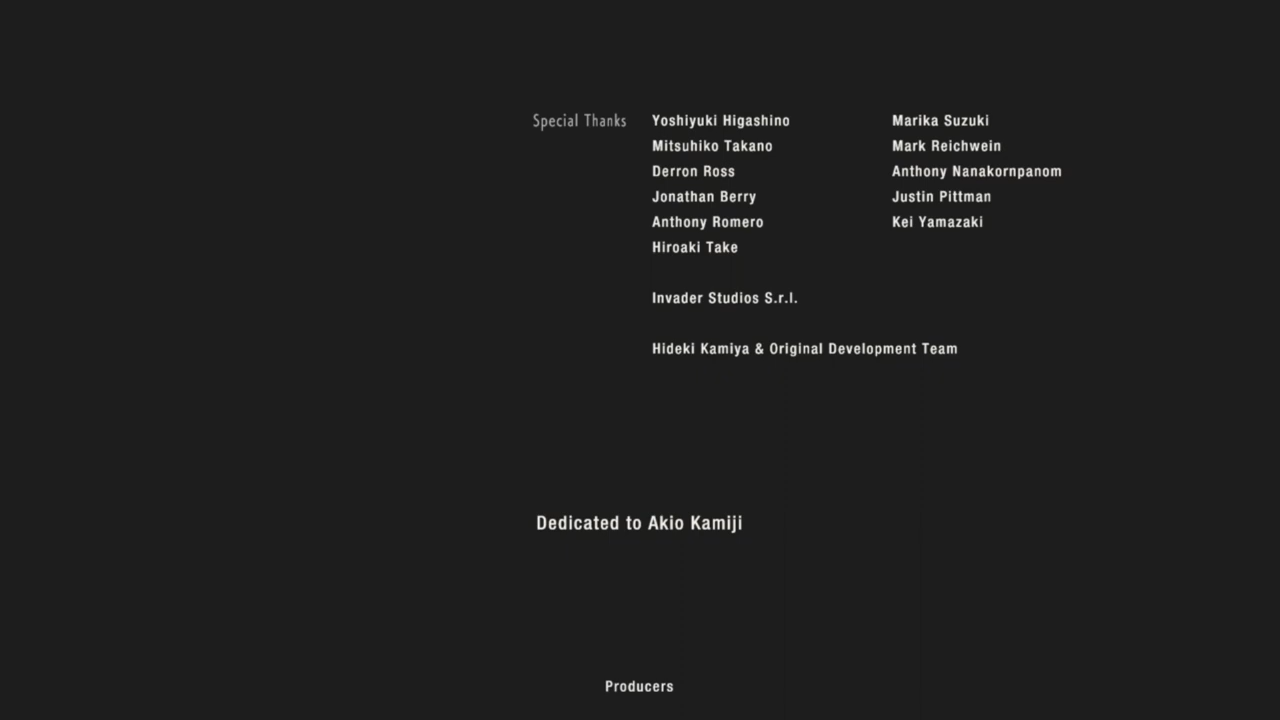 Special Thanks Yoshiyuki Higashino Marika Suzuki
Mitsuhiko Takano Mark Reichwein
Derron Ross Anthony Nanakornpanom
Jonathan Berry Justin Pittman
Anthony Romero Kei Yamazaki
Hiroaki Take
Invader Studios S.r.l.
Hideki Kamiya & Original Development Team
Dedicated to Akio Kamiji
Producers